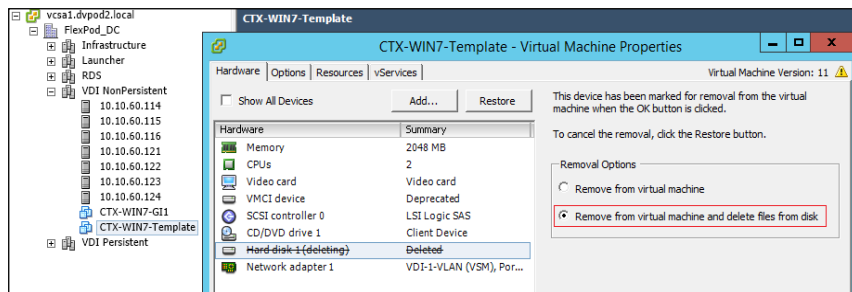 vcsa1.dvpod2.local
FlexPod_DC
Infrastructure
Launcher
RDS
VDI NonPersistent
10.10.60.114
10.10.60.115
10.10.60.116
10.10.60.121
10.10.60.122
10.10.60.123
10.10.60.124
CTX-WIN7-GI1
CTX-WIN7-Template
VDI Persistent
CTX-WIN7-Template
CTX-WIN7-Template - Virtual Machine Properties
Hardware Options Resources vServices
Virtual Machine Version: 11
Show All Devices Add... Restore
Hardware Summary
Memory 2048 MB
CPUs 2
Video card Video card
VMCI device Deprecated
SCSI controller 0 LSI Logic SAS
CD/DVD drive 1 Client Device
Hard disk 1 (deleting) Deleted
Network adapter 1 VDI-1-VLAN (VSM), Por...
This device has been marked for removal from the virtual
machine when the OK button is clicked.
To cancel the removal, click the Restore button.
Removal Options
Remove from virtual machine
Remove from virtual machine and delete files from disk